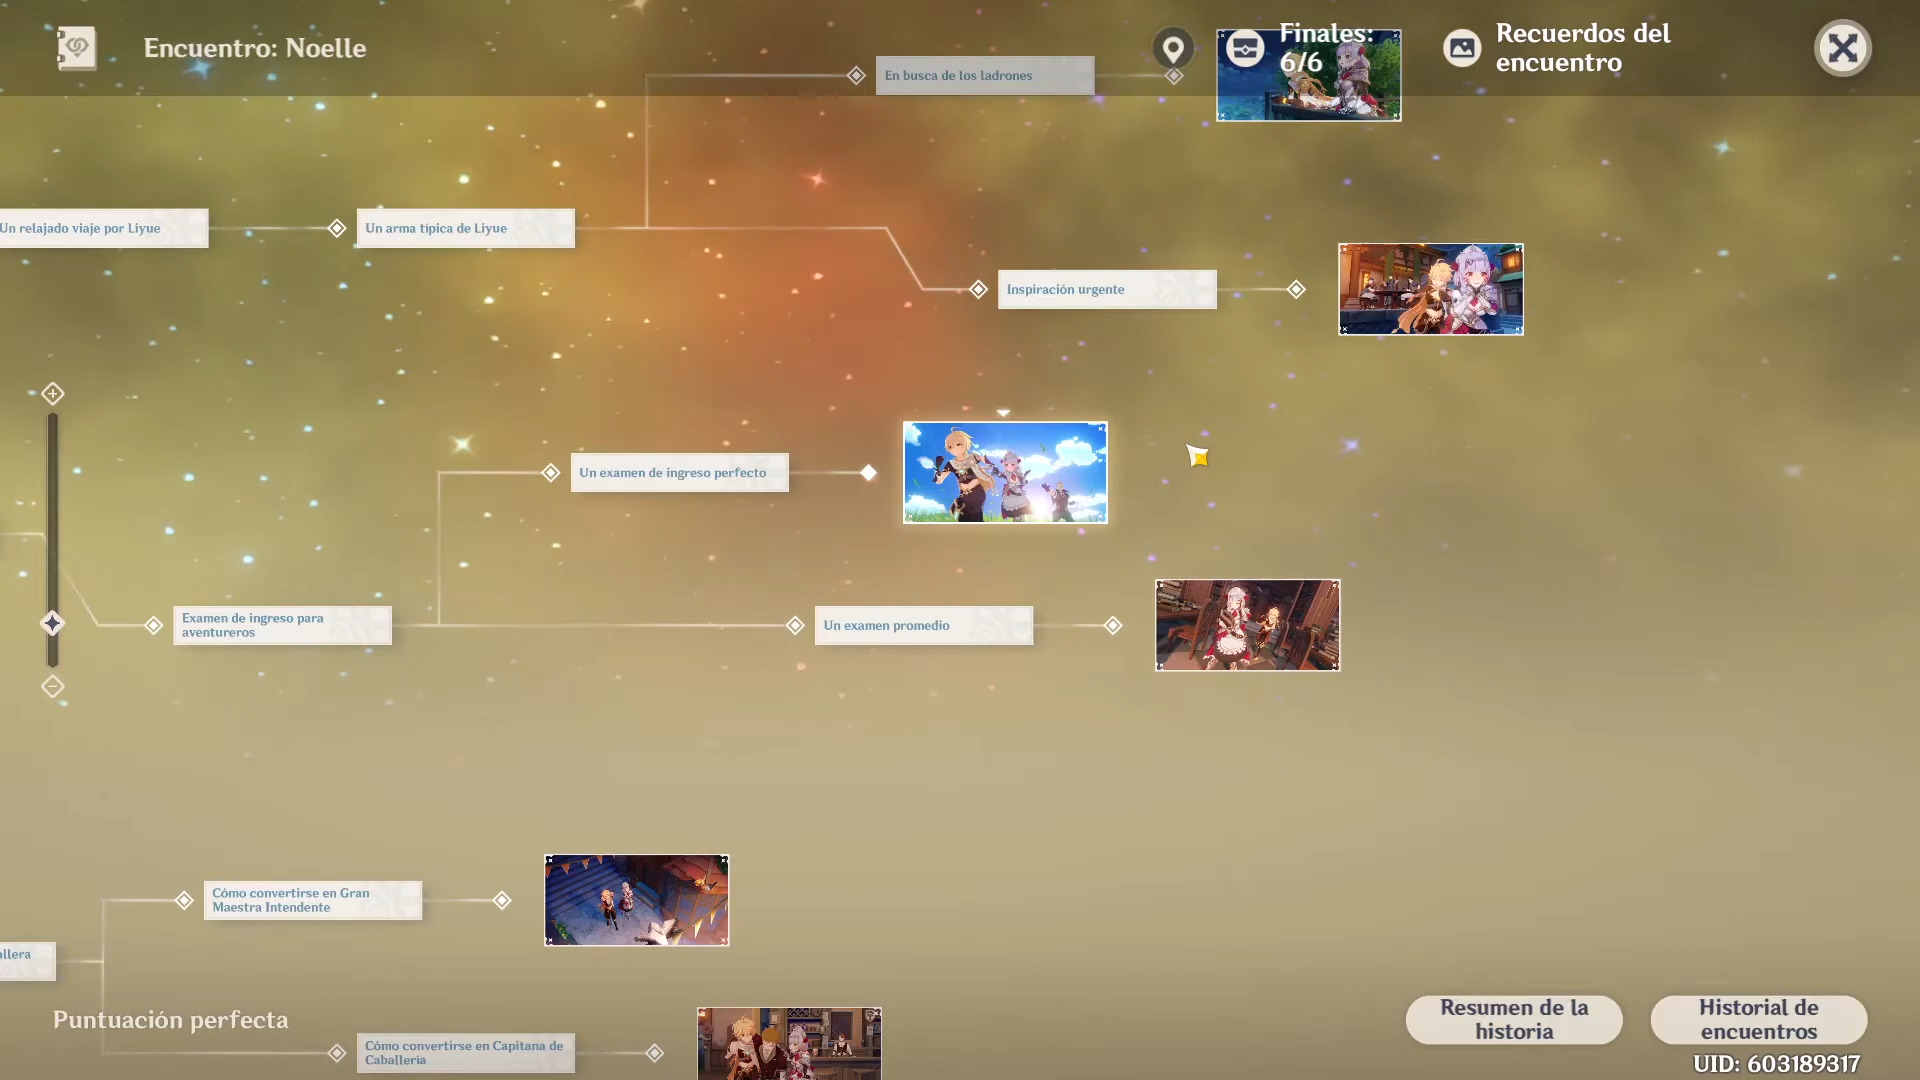 Encuentro: Noelle
Finales:
6/6
Recuerdos del
encuentro
En busca de los ladrones
Un relajado viaje por Liyue
Un arma típica de Liyue
Inspiración urgente
Un examen de ingreso perfecto
Examen de ingreso para
aventureros
Un examen promedio
Cómo convertirse en Gran
Maestra Intendente
allera
Puntuación perfecta
Cómo convertirse en Capitana de
Caballería
Resumen de la
historia
Historial de
encuentros
UID: 603189317